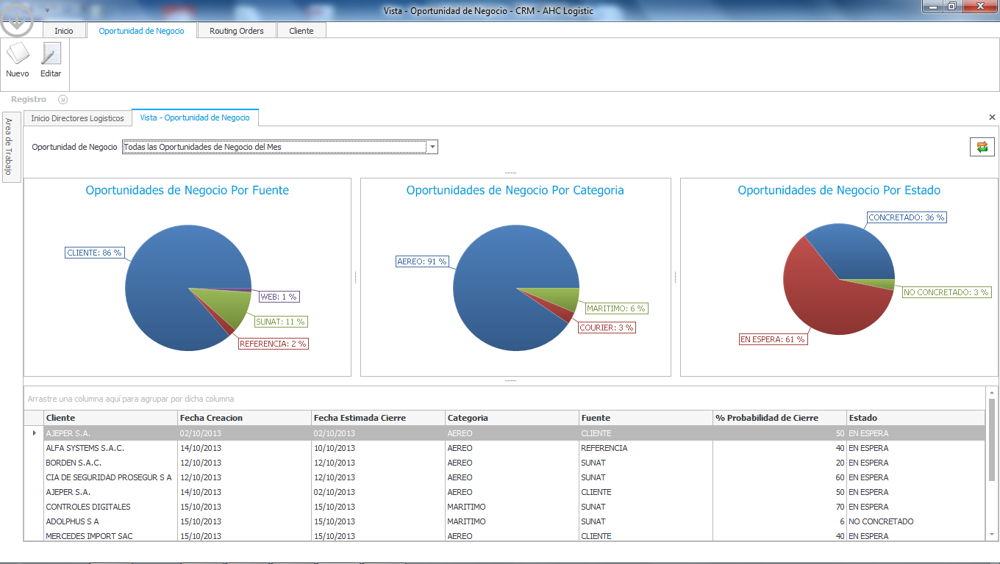 Vista - Oportunidad de Negocio - CRM - AHC Logistic
Inicio Oportunidad de Negocio Routing Orders Cliente
Nuevo Editar
Registro
Area de Trabajo
Inicio Directores Logisticos Vista - Oportunidad de Negocio
Oportunidad de Negocio Todas las Oportunidades de Negocio del Mes
Oportunidades de Negocio Por Fuente
CLIENTE: 86 %
WEB: 1 %
SUNAT: 11 %
REFERENCIA: 2 %
Oportunidades de Negocio Por Categoria
AEREO: 91 %
MARITIMO: 6 %
COURIER: 3 %
Oportunidades de Negocio Por Estado
CONCRETADO: 36 %
NO CONCRETADO: 3 %
EN ESPERA: 61 %
Arrastre una columna aquí para agrupar por dicha columna
Cliente Fecha Creacion Fecha Estimada Cierre Categoria Fuente % Probabilidad de Cierre Estado
AJEPER S.A. 02/10/2013 02/10/2013 AEREO CLIENTE 50 EN ESPERA
ALFA SYSTEMS S.A.C. 14/10/2013 10/10/2013 AEREO REFERENCIA 40 EN ESPERA
BORDEN S.A.C. 12/10/2013 12/10/2013 AEREO SUNAT 20 EN ESPERA
CIA DE SEGURIDAD PROSEGUR S A 12/10/2013 12/10/2013 AEREO SUNAT 60 EN ESPERA
AJEPER S.A. 14/10/2013 02/10/2013 AEREO CLIENTE 50 EN ESPERA
CONTROLES DIGITALES 15/10/2013 15/10/2013 MARITIMO SUNAT 70 EN ESPERA
ADOLPHUS S A 15/10/2013 15/10/2013 MARITIMO SUNAT 6 NO CONCRETADO
MERCEDES IMPORT SAC 15/10/2013 15/10/2013 AEREO CLIENTE 40 EN ESPERA